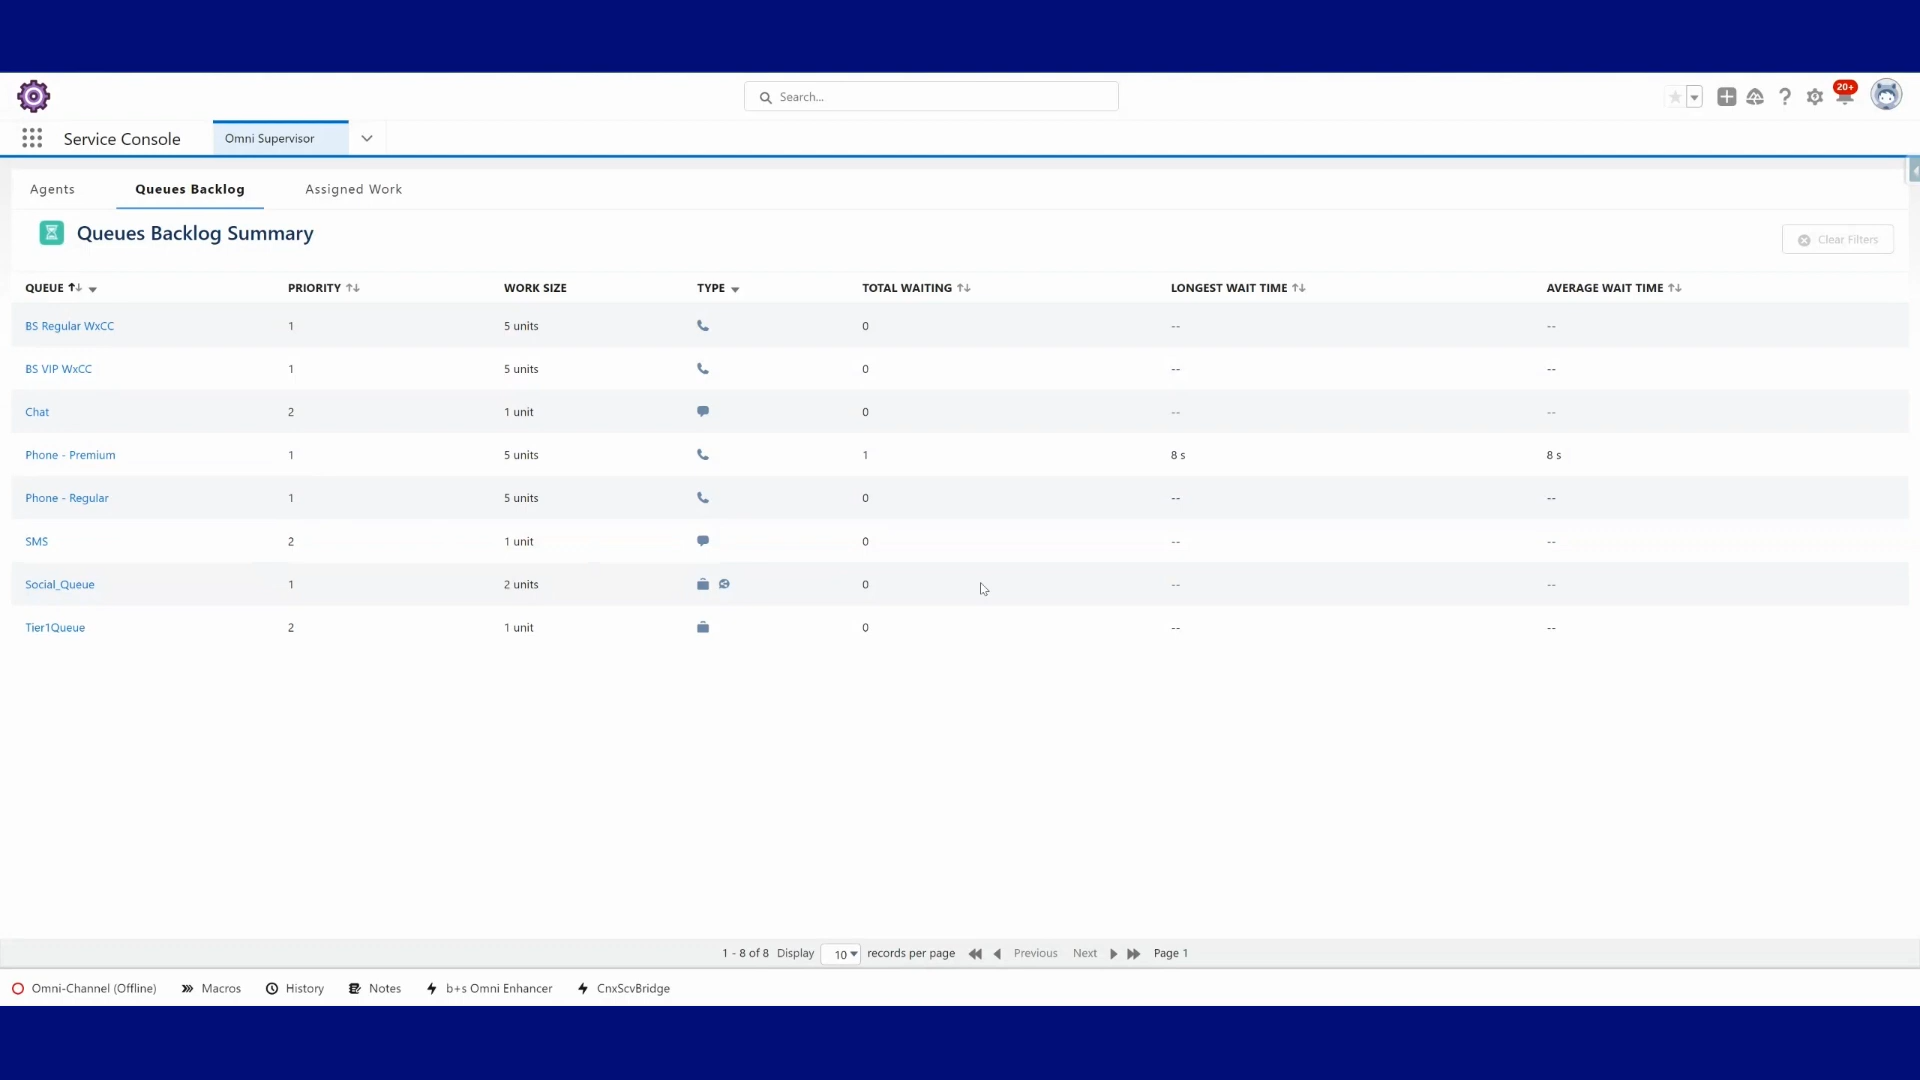 Search...
20+
Service Console
Omni Supervisor
Agents
Queues Backlog
Assigned Work
Queues Backlog Summary
Clear Filters
QUEUE PRIORITY WORK SIZE TYPE TOTAL WAITING LONGEST WAIT TIME AVERAGE WAIT TIME
BS Regular WxCC 1 5 units 0 -- --
BS VIP WxCC 1 5 units 0 -- --
Chat 2 1 unit 0 -- --
Phone - Premium 1 5 units 1 8 s 8 s
Phone - Regular 1 5 units 0 -- --
SMS 2 1 unit 0 -- --
Social_Queue 1 2 units 0 -- --
Tier1Queue 2 1 unit 0 -- --
1 - 8 of 8 Display 10 records per page Previous Next Page 1
Omni-Channel (Offline) Macros History Notes b+s Omni Enhancer CnxScvBridge